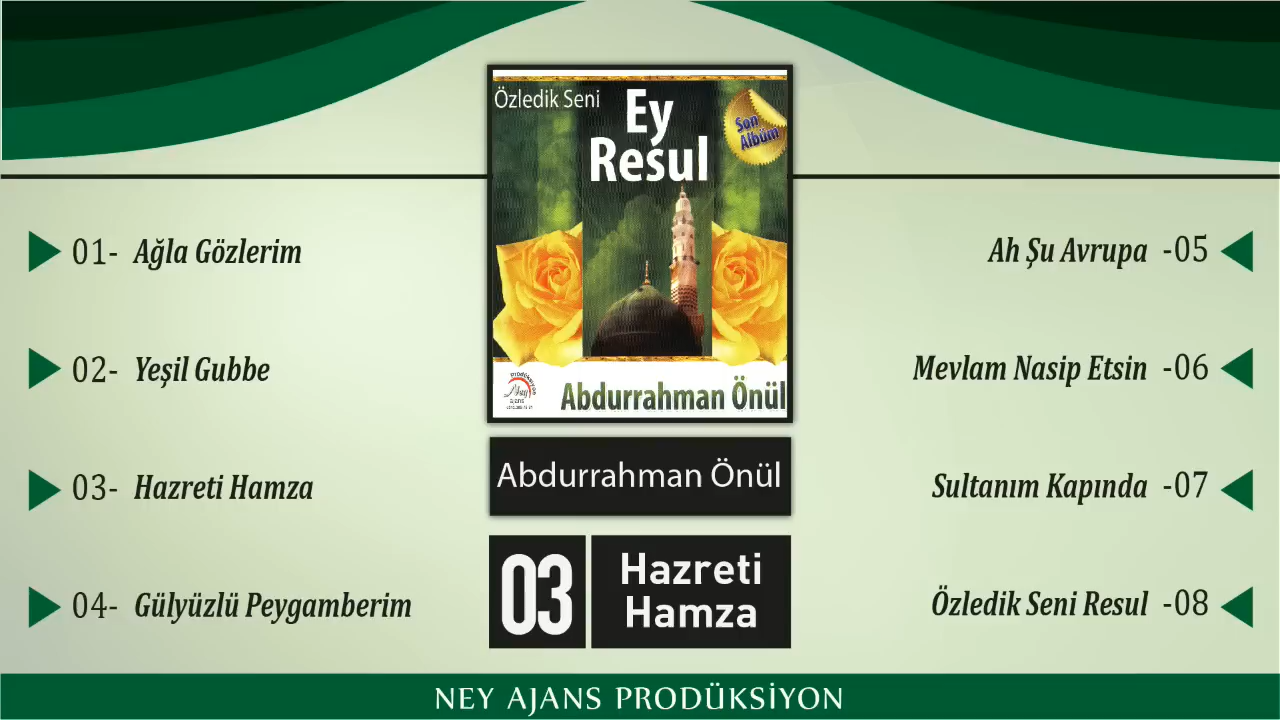 Özledik Seni
Ey
Resul
Son
Albüm
ajans
Abdurrahman Önül
01- Ağla Gözlerim
02- Yeşil Gubbe
03- Hazreti Hamza
04- Gülyüzlü Peygamberim
Ah Şu Avrupa -05
Mevlam Nasip Etsin -06
Sultanım Kapında -07
Özledik Seni Resul -08
Abdurrahman Önül
03
Hazreti
Hamza
NEY AJANS PRODÜKSİYON